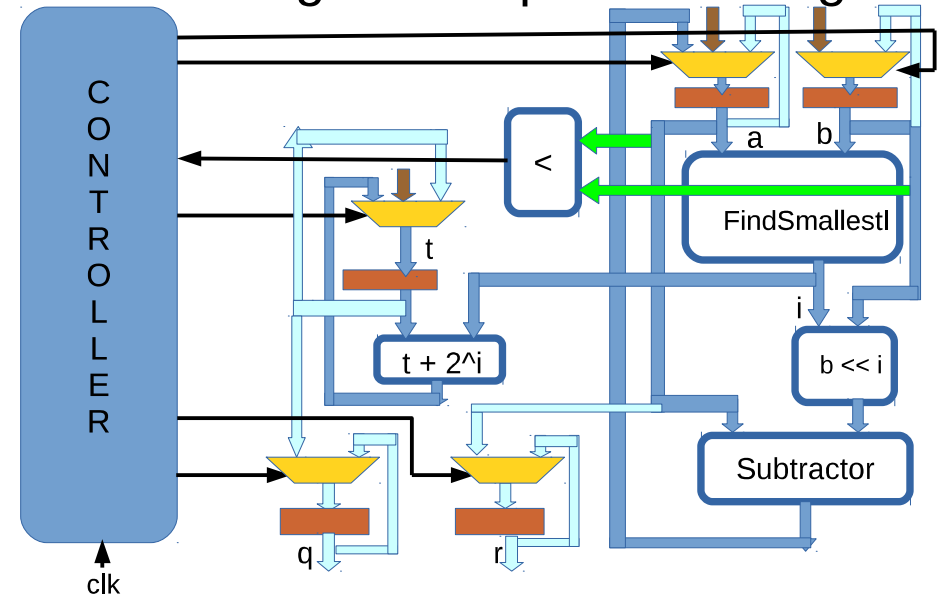 CONTROLLER
clk
<
a
b
FindSmallestI
t
i
t + 2^i
b << i
Subtractor
q
r